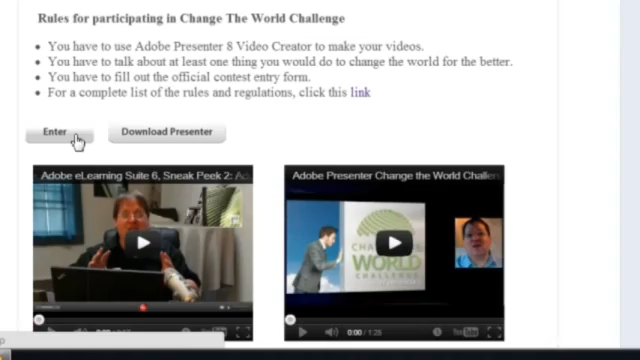 Rules for participating in Change The World Challenge
You have to use Adobe Presenter 8 Video Creator to make your videos.
You have to talk about at least one thing you would do to change the world for the better.
You have to fill out the official contest entry form.
For a complete list of the rules and regulations, click this link
Enter
Download Presenter
Adobe eLearning Suite 6, Sneak Peek 2:
Adobe Presenter Change the World Challen
WORLD
CHALLENGE
0:00 / 1:25
YouTube